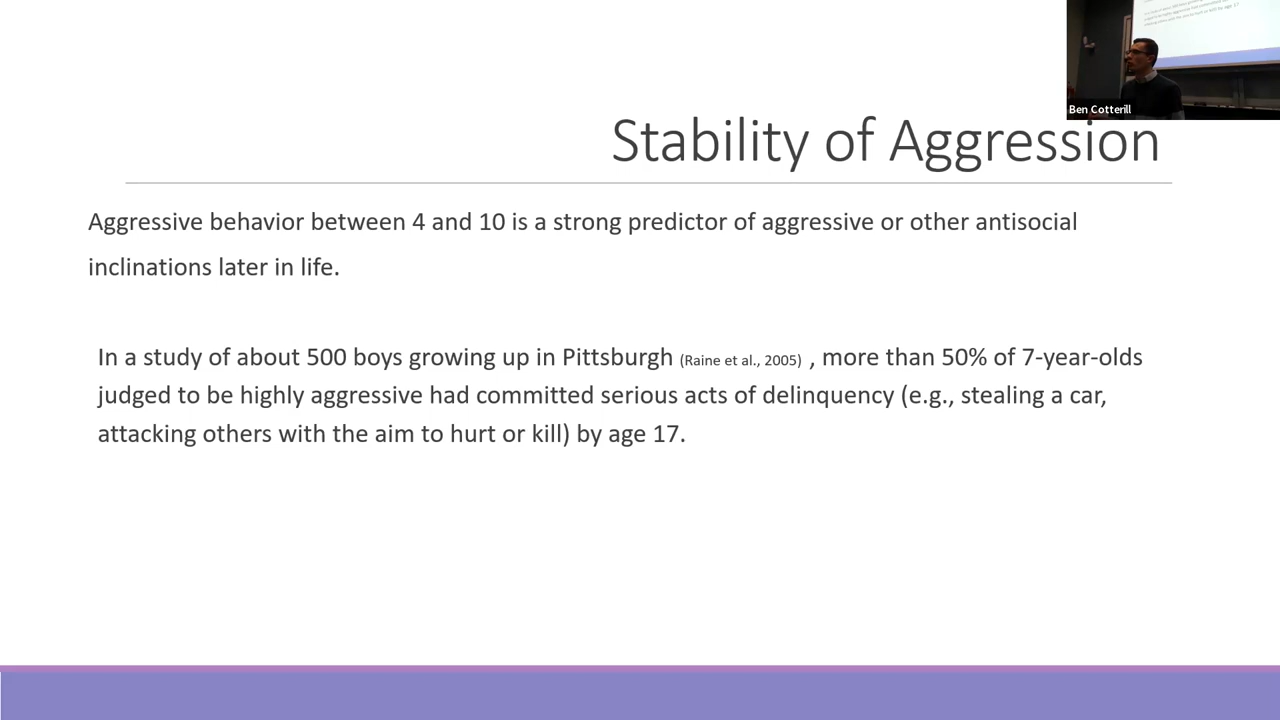 Ben Cotterill
Stability of Aggression
Aggressive behavior between 4 and 10 is a strong predictor of aggressive or other antisocial
inclinations later in life.
In a study of about 500 boys growing up in Pittsburgh (Raine et al., 2005) , more than 50% of 7-year-olds
judged to be highly aggressive had committed serious acts of delinquency (e.g., stealing a car,
attacking others with the aim to hurt or kill) by age 17.